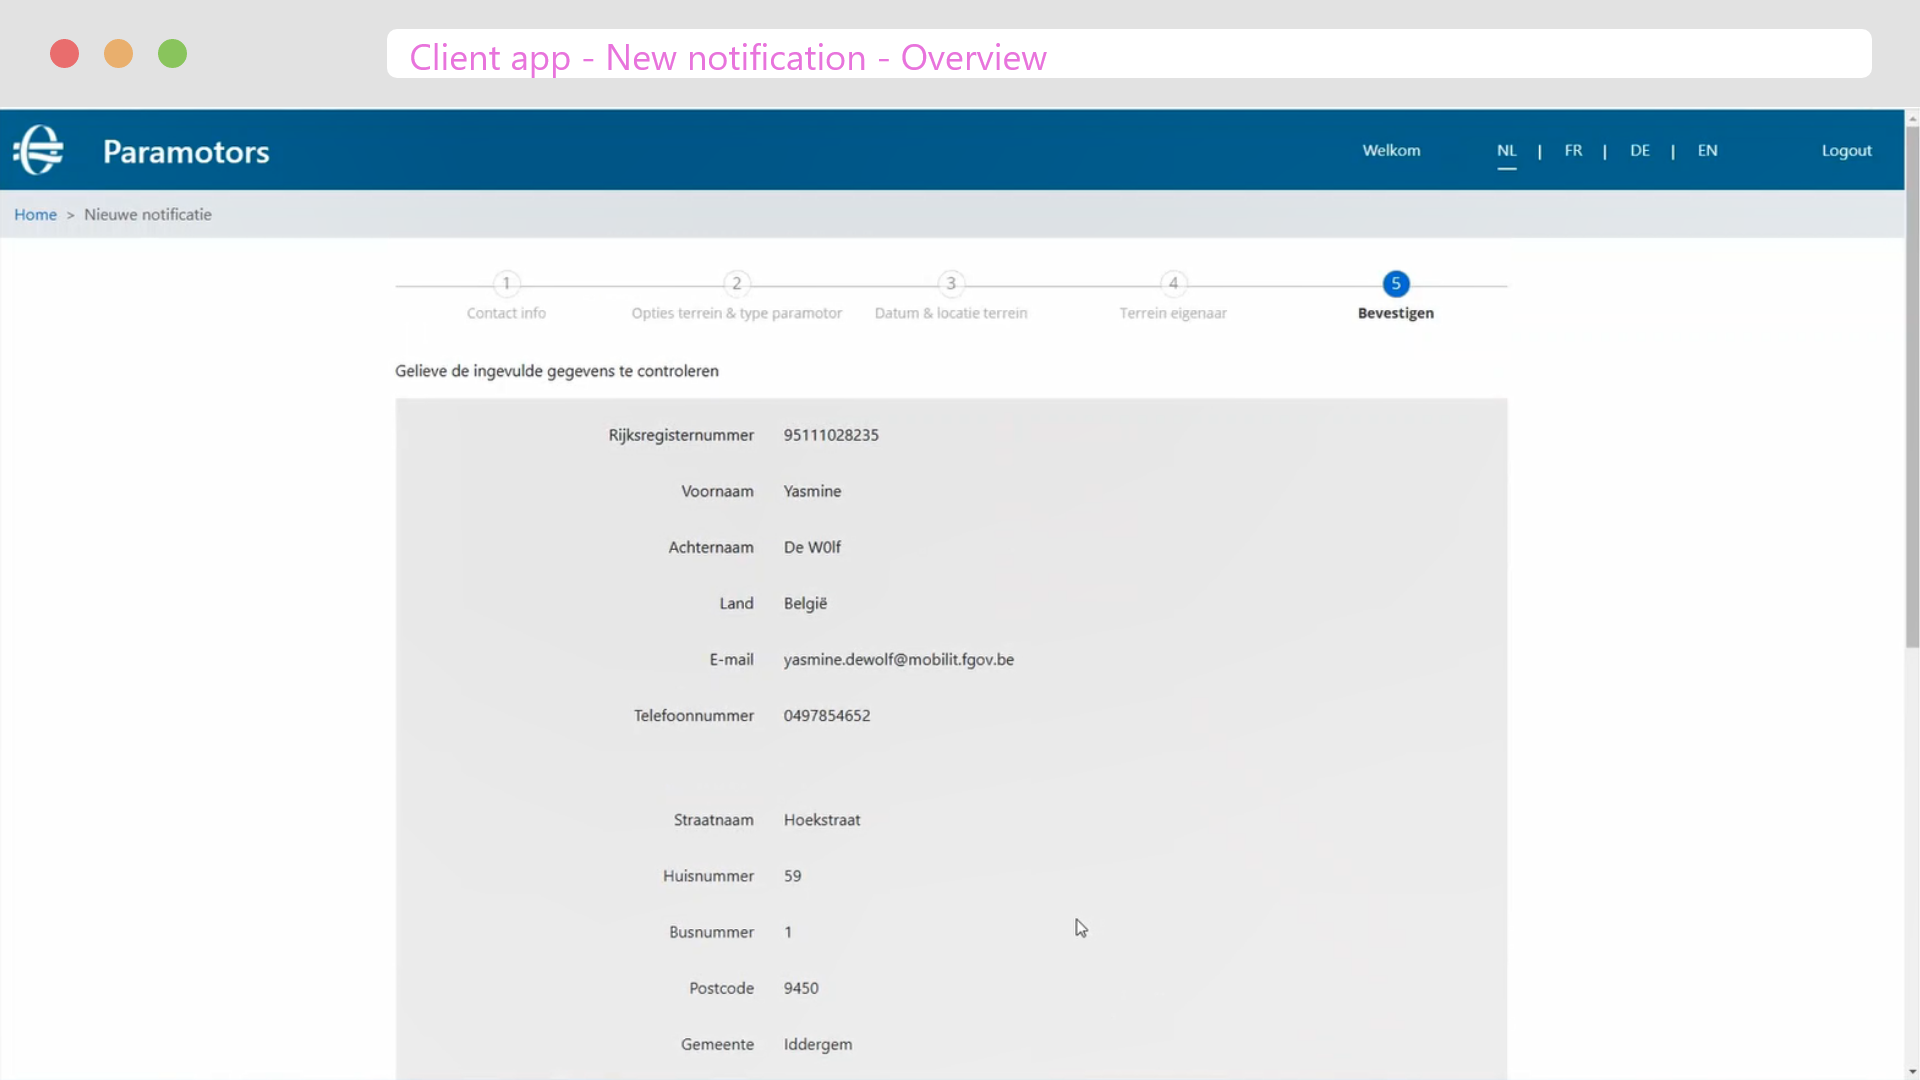 Client app - New notification - Overview
Paramotors
Welkom NL | FR | DE | EN Logout
Home > Nieuwe notificatie
1 2 3 4 5
Contact info Opties terrein & type paramotor Datum & locatie terrein Terrein eigenaar Bevestigen
Gelieve de ingevulde gegevens te controleren
Rijksregisternummer 95111028235
Voornaam Yasmine
Achternaam De W0lf
Land België
E-mail yasmine.dewolf@mobilit.fgov.be
Telefoonnummer 0497854652
Straatnaam Hoekstraat
Huisnummer 59
Busnummer 1
Postcode 9450
Gemeente Iddergem